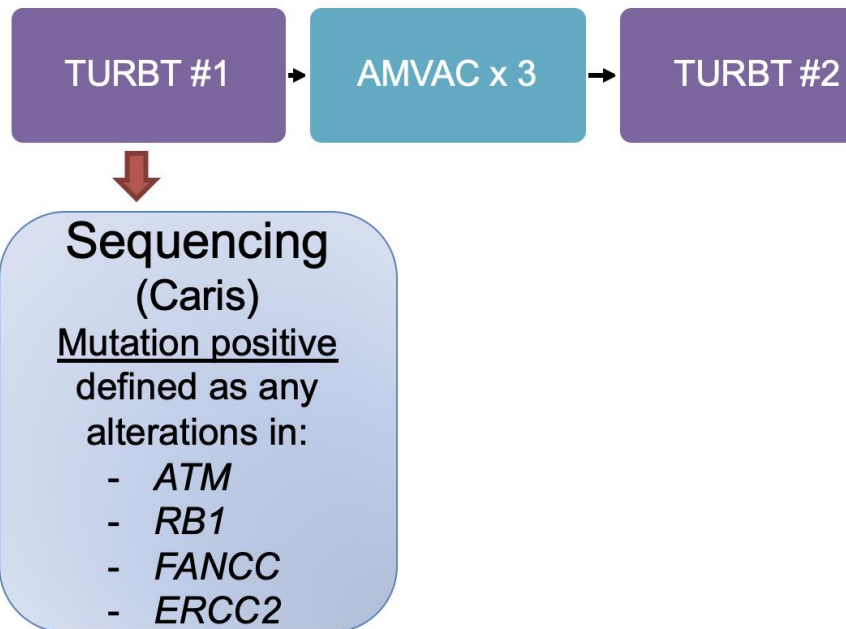 TURBT #1
AMVAC x 3
TURBT #2
Sequencing
(Caris)
Mutation positive
defined as any
alterations in:
- ATM
- RB1
- FANCC
- ERCC2